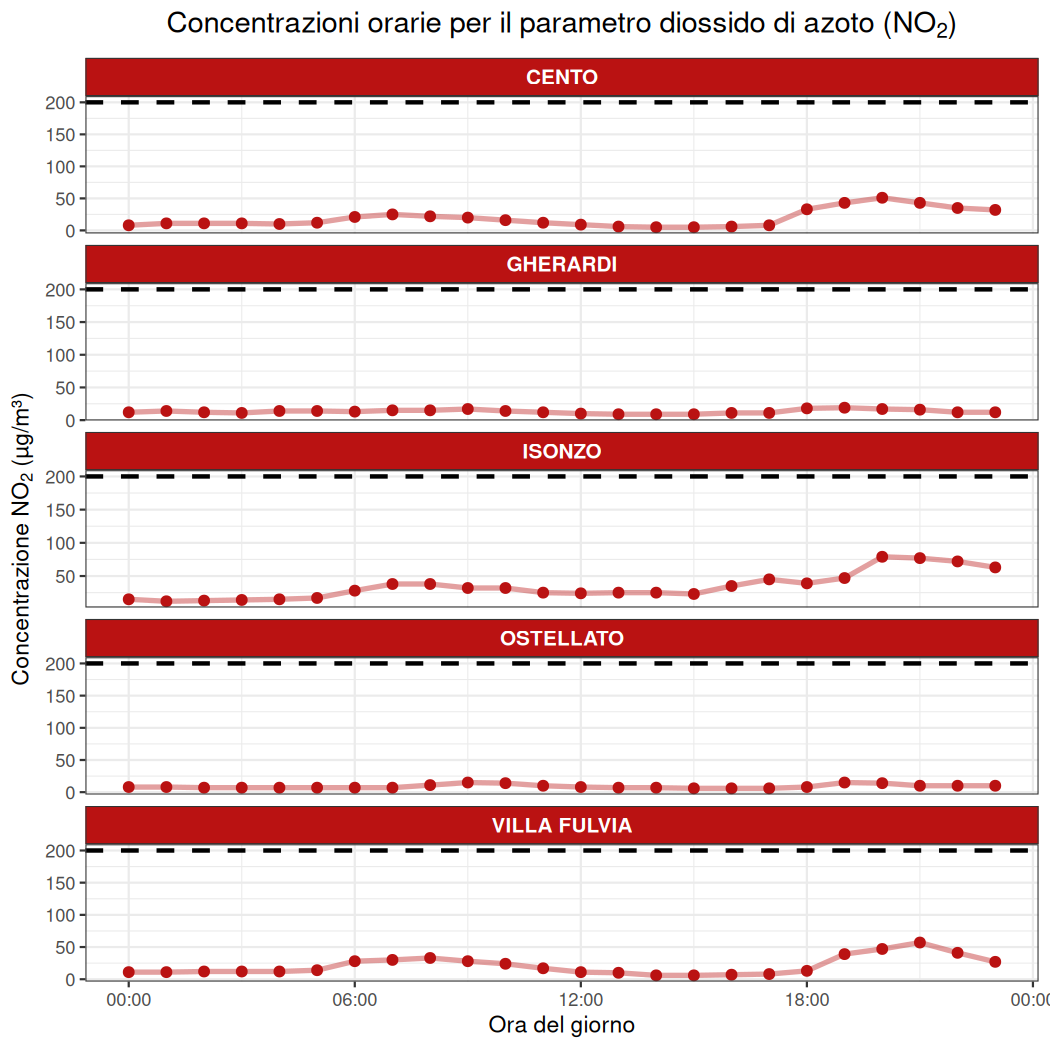 Concentrazioni orarie per il parametro diossido di azoto (NO₂)
Concentrazione NO₂ (µg/m³)
CENTO
200
150
100
50
0
GHERARDI
200
150
100
50
0
ISONZO
200
150
100
50
OSTELLATO
200
150
100
50
0
VILLA FULVIA
200
150
100
50
0
00:00 06:00 12:00 18:00 00:0
Ora del giorno